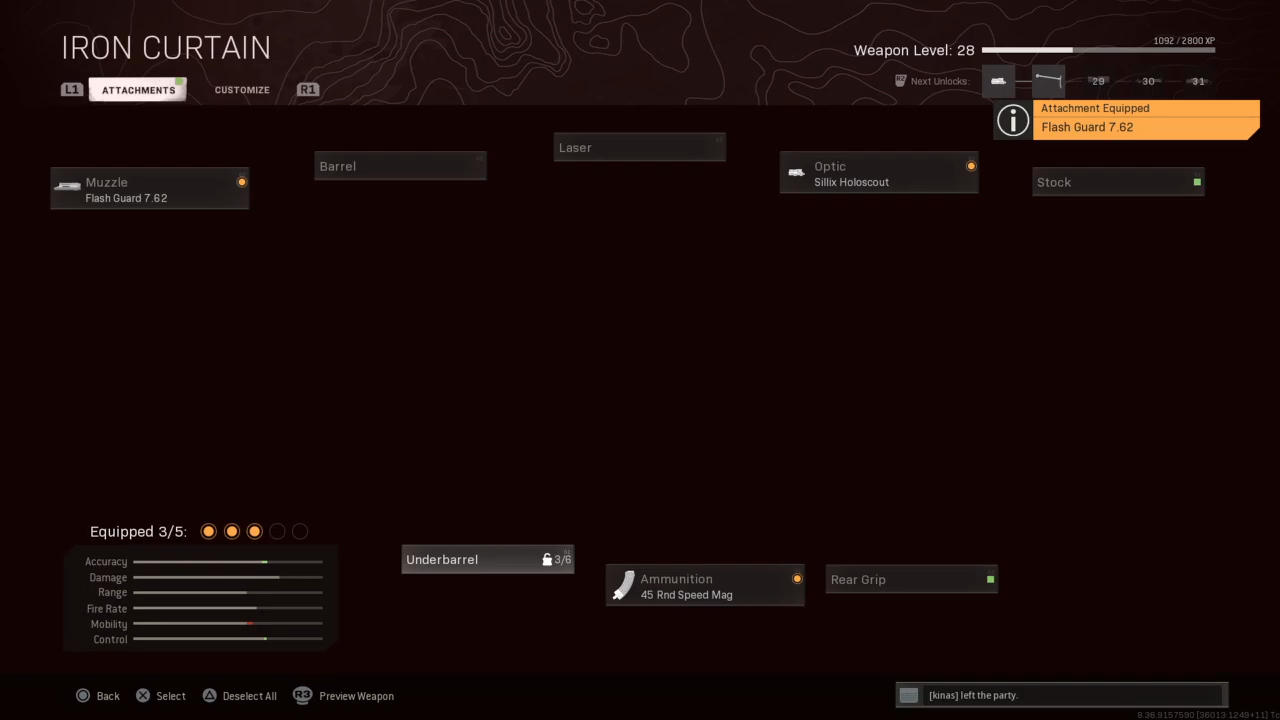 IRON CURTAIN
Weapon Level: 28
1092 / 2800 XP
L1
ATTACHMENTS
CUSTOMIZE
R1
R2
Next Unlocks:
29
30
31
Attachment Equipped
Flash Guard 7.62
Muzzle
Flash Guard 7.62
Barrel
Laser
Optic
Sillix Holoscout
Stock
Equipped 3/5:
Accuracy
Damage
Range
Fire Rate
Mobility
Control
Underbarrel
3/6
Ammunition
45 Rnd Speed Mag
Rear Grip
Back
Select
Deselect All
R3
Preview Weapon
[kinas] left the party.